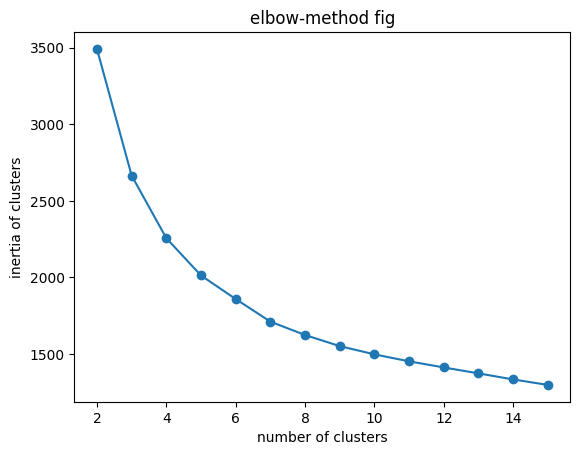 elbow-method fig
3500
3000
2500
2000
1500
inertia of clusters
2 4 6 8 10 12 14
number of clusters